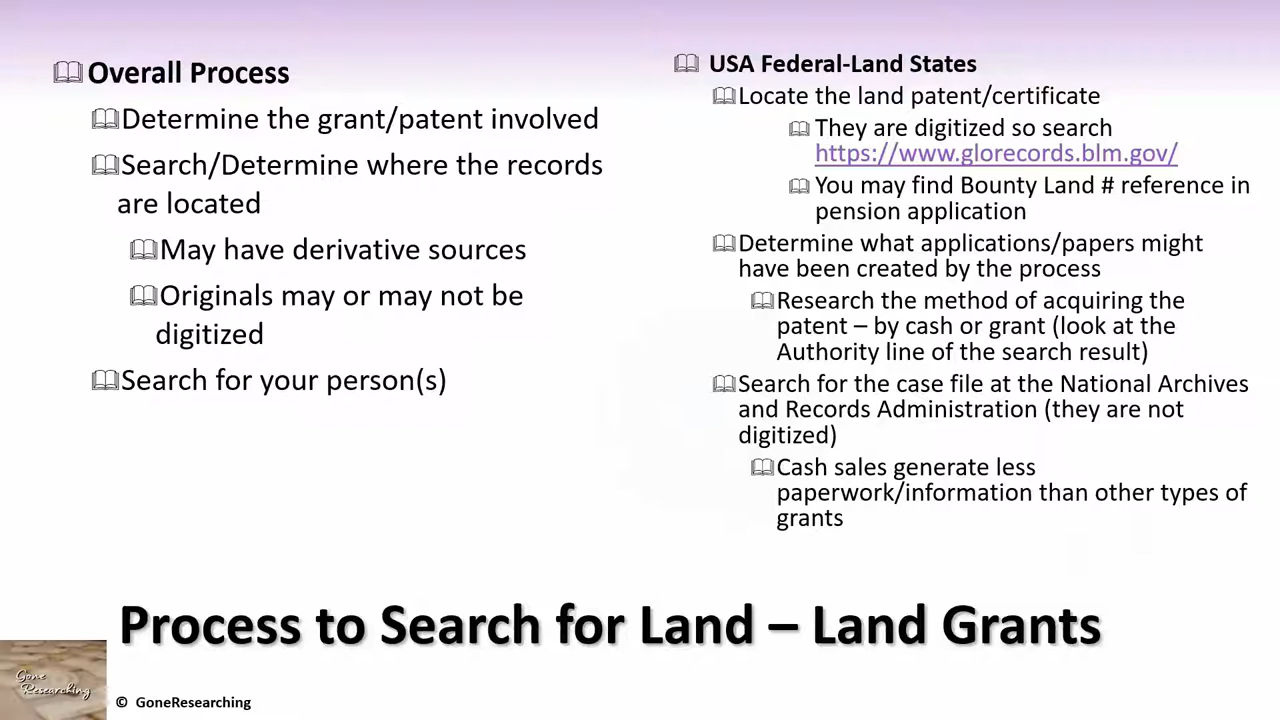 Overall Process
Determine the grant/patent involved
Search/Determine where the records
are located
May have derivative sources
Originals may or may not be
digitized
Search for your person(s)
USA Federal-Land States
Locate the land patent/certificate
They are digitized so search
https://www.glorecords.blm.gov/
You may find Bounty Land # reference in
pension application
Determine what applications/papers might
have been created by the process
Research the method of acquiring the
patent – by cash or grant (look at the
Authority line of the search result)
Search for the case file at the National Archives
and Records Administration (they are not
digitized)
Cash sales generate less
paperwork/information than other types of
grants
Process to Search for Land – Land Grants
Gone
Researching
© GoneResearching